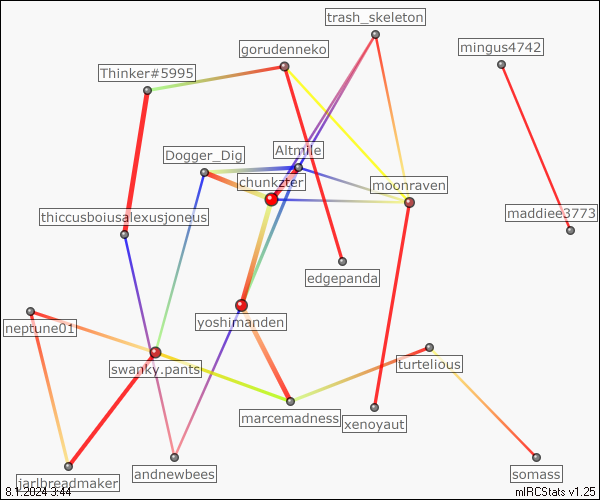 trash_skeleton
gorudenneko
mingus4742
Thinker#5995
Altmile
Dogger_Dig
chunkzter
moonraven
thiccusboiusalexusjoneus
maddiee3773
edgepanda
yoshimanden
neptune01
swanky.pants
turtelious
marcemadness
xenoyaut
jarlbreadmaker
andnewbees
somass
8.1.2024 3:44
mIRCStats v1.25